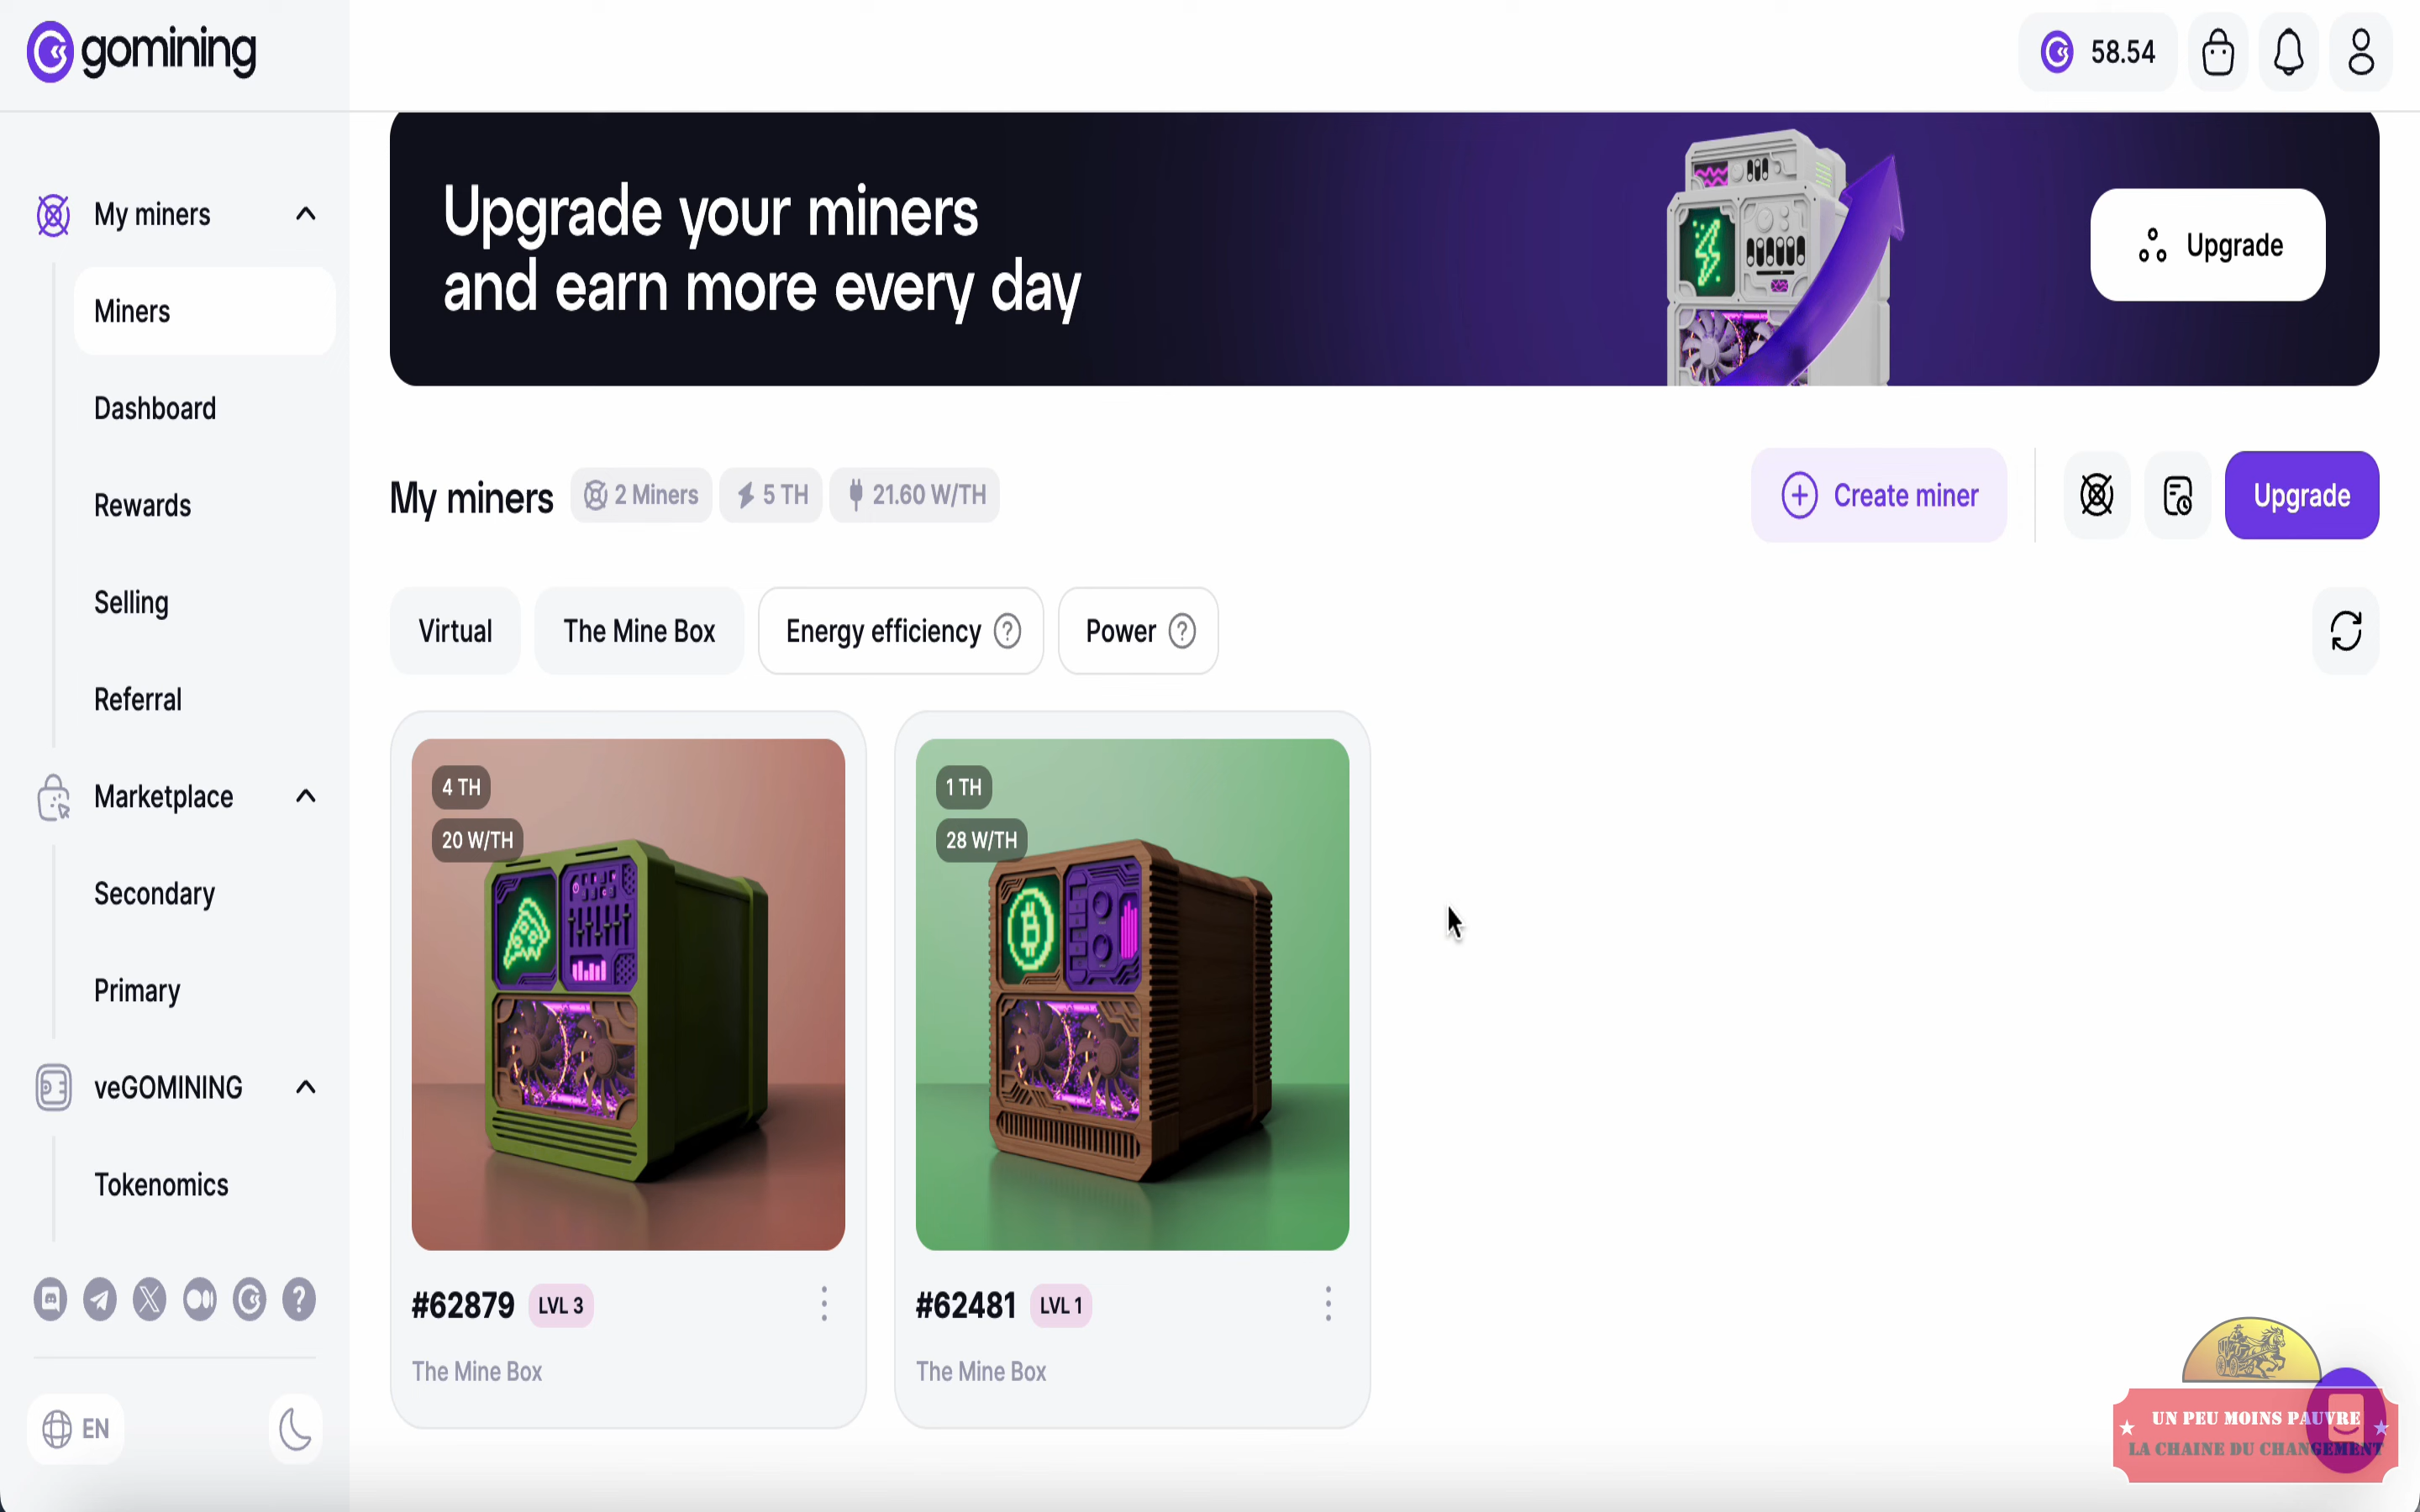 gomining
58.54
My miners
Miners
Dashboard
Rewards
Selling
Referral
Marketplace
Secondary
Primary
veGOMINING
Tokenomics
EN
Upgrade your miners
and earn more every day
Upgrade
My miners
2 Miners
5 TH
21.60 W/TH
Create miner
Upgrade
Virtual
The Mine Box
Energy efficiency
Power
4 TH
20 W/TH
#62879 LVL 3
The Mine Box
1 TH
28 W/TH
#62481 LVL 1
The Mine Box
UN PEU MOINS PAUVRE
LA CHAINE DU CHANGEMENT